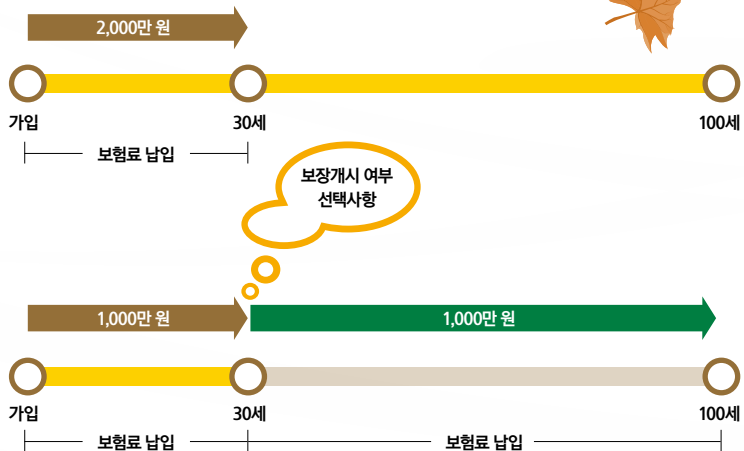 2,000만 원
가입 30세 100세
보험료 납입
보장개시 여부
선택사항
1,000만 원 1,000만 원
가입 30세 100세
보험료 납입 보험료 납입